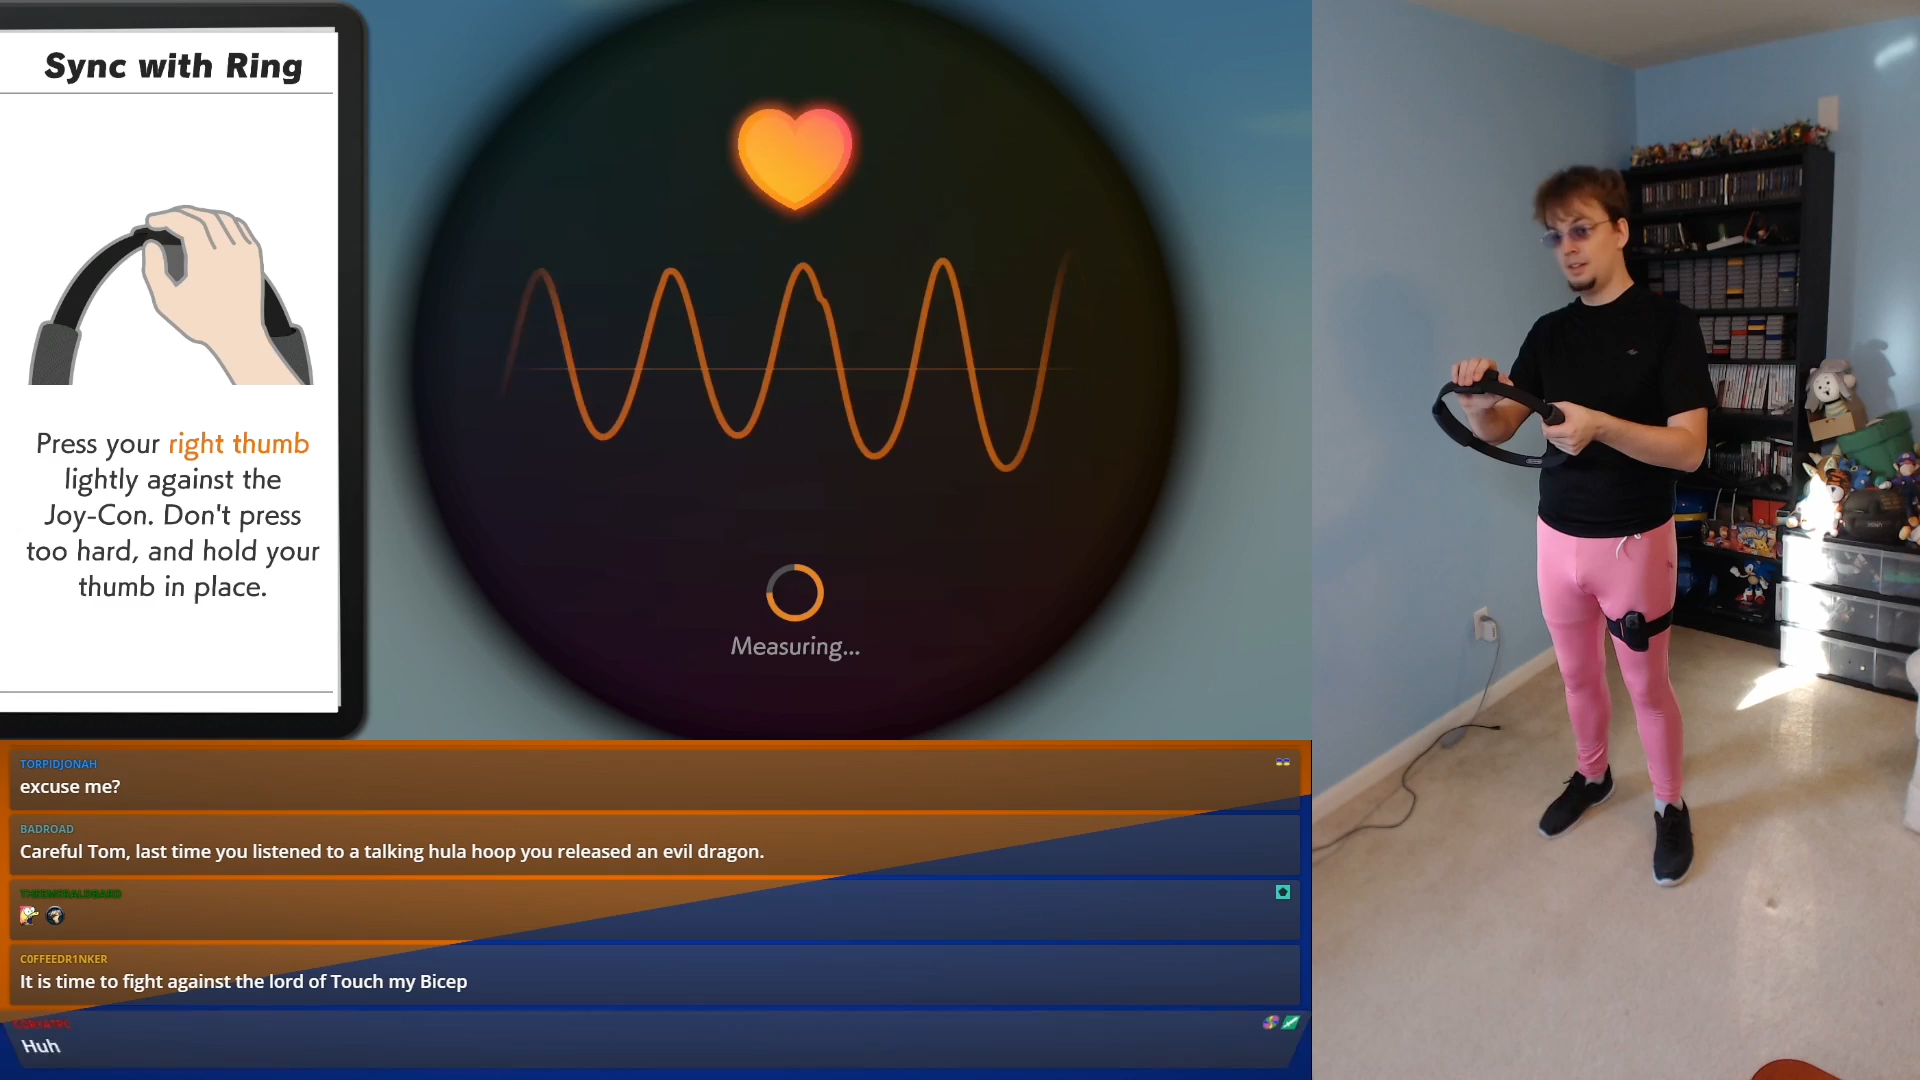 Sync with Ring
Press your right thumb
lightly against the
Joy-Con. Don't press
too hard, and hold your
thumb in place.
Measuring...
TORPIDJONAH
excuse me?
BADROAD
Careful Tom, last time you listened to a talking hula hoop you released an evil dragon.
THEEMERALDBARD
C0FFEEDR1NKER
It is time to fight against the lord of Touch my Bicep
Huh